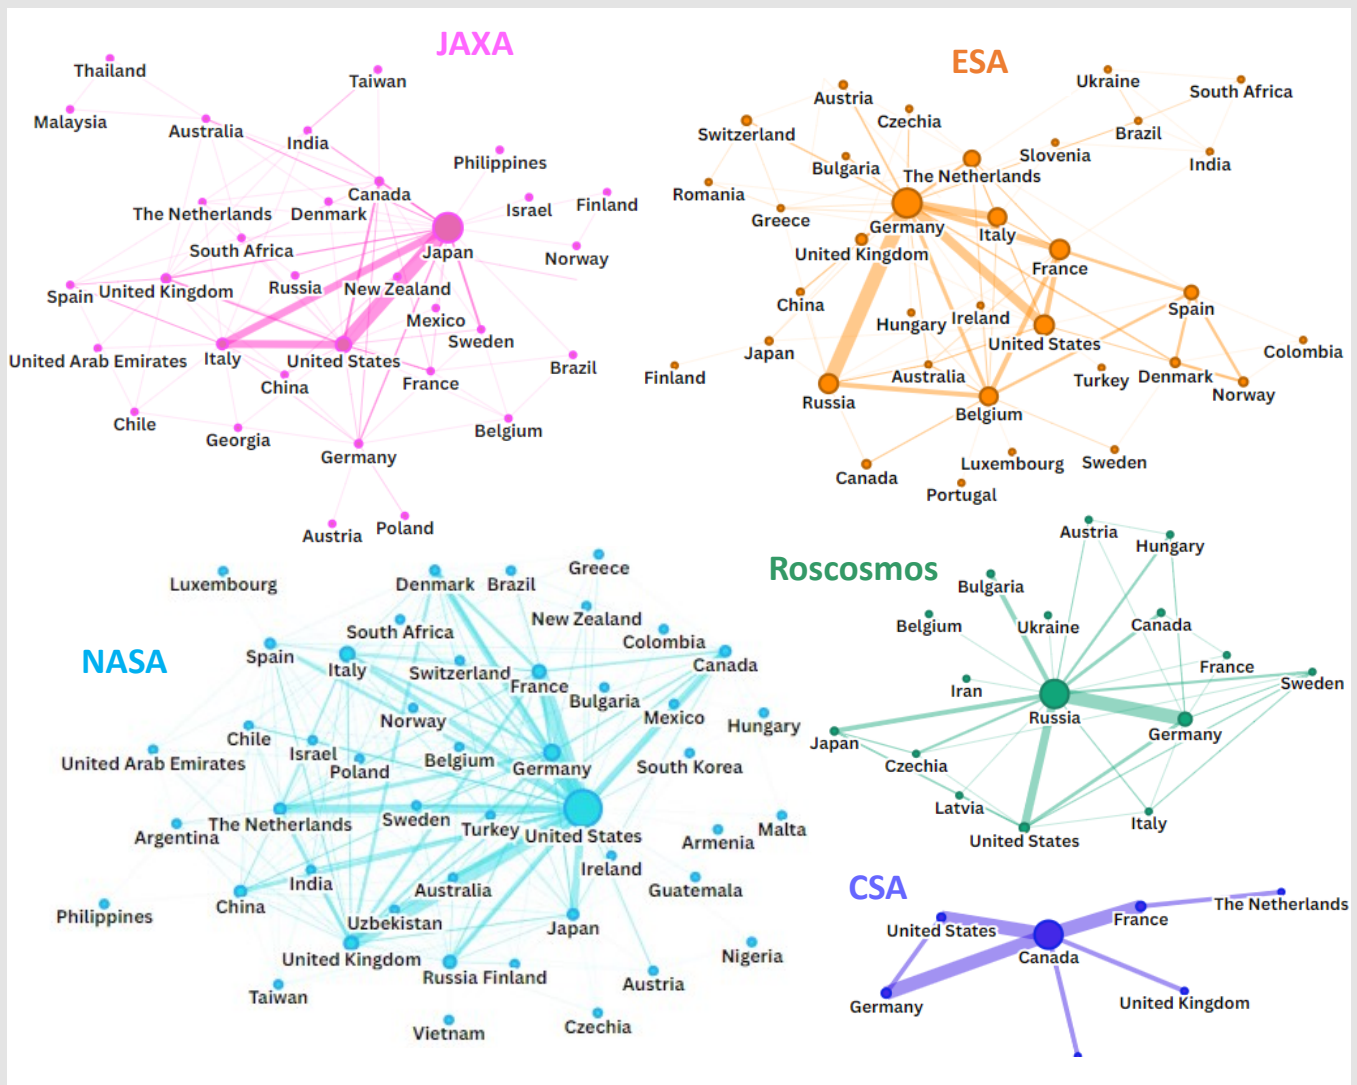 JAXA
Thailand
Taiwan
Malaysia
Australia
India
Philippines
Canada
The Netherlands
Denmark
Israel
Finland
South Africa
Japan
Norway
Spain
United Kingdom
Russia
New Zealand
Mexico
Sweden
United Arab Emirates
Italy
United States
China
France
Brazil
Chile
Georgia
Belgium
Germany
Austria
Poland
ESA
Ukraine
South Africa
Austria
Czechia
Switzerland
Brazil
Bulgaria
The Netherlands
Slovenia
India
Romania
Greece
Germany
Italy
United Kingdom
France
China
Spain
Hungary
Ireland
United States
Japan
Colombia
Finland
Australia
Turkey
Denmark
Norway
Russia
Belgium
Canada
Luxembourg
Sweden
Portugal
NASA
Luxembourg
Denmark
Brazil
Greece
South Africa
New Zealand
Colombia
Spain
Italy
Switzerland
France
Canada
Bulgaria
Norway
Mexico
Hungary
Chile
Israel
United Arab Emirates
Poland
Belgium
Germany
South Korea
The Netherlands
Sweden
Turkey
United States
Argentina
Armenia
Malta
Ireland
India
Australia
Guatemala
China
Philippines
Uzbekistan
Japan
United Kingdom
Russia
Finland
Nigeria
Austria
Taiwan
Vietnam
Czechia
Roscosmos
Austria
Hungary
Bulgaria
Belgium
Ukraine
Canada
France
Iran
Sweden
Russia
Japan
Germany
Czechia
Latvia
United States
Italy
CSA
The Netherlands
United States
France
Canada
Germany
United Kingdom